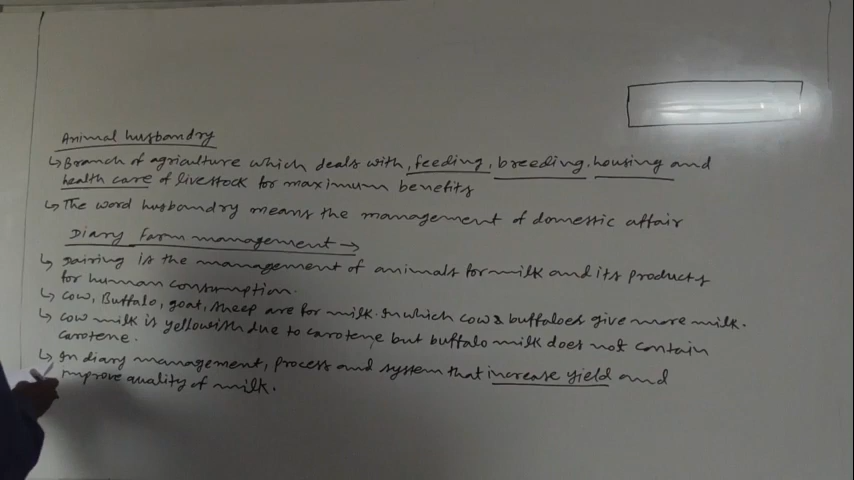 Animal husbandry
↳ Branch of agriculture which deals with, feeding, breeding, housing and
health care of livestock for maximum benefits
↳ The word husbandry means the management of domestic affair
Diary Farm management →
↳ Dairing is the management of animals for milk and its products
for human consumption.
↳ Cow, Buffalo, goat, sheep are for milk. In which cow & buffaloes give more milk.
↳ Cow milk is yellowish due to carotene but buffalo milk does not contain
carotene.
↳ In diary management, process and system that increase yield and
improve quality of milk.